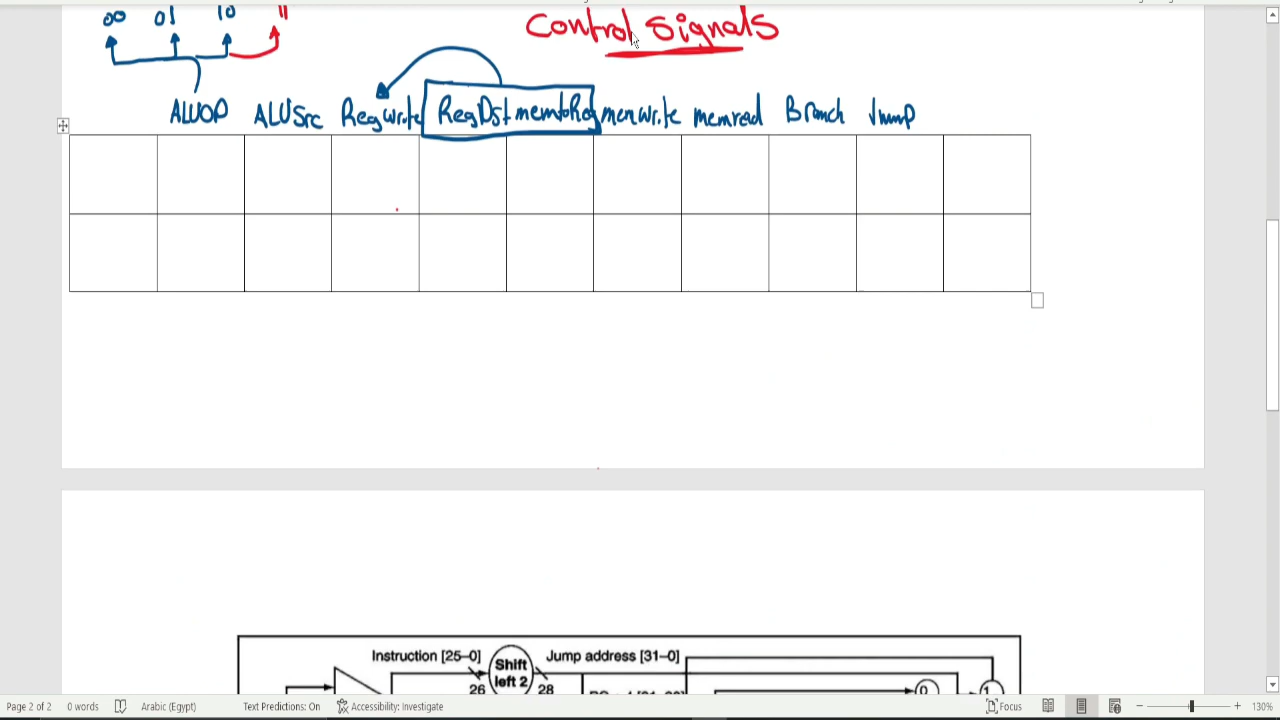 00 01 10 11
Control Signals
ALUOP ALUSrc RegWrite RegDst memtoReg memWrite memread Branch Jump
Instruction [25–0] Shift left 2 Jump address [31–0]
26 28
0 1
Page 2 of 2 0 words Arabic (Egypt) Text Predictions: On Accessibility: Investigate Focus 130%